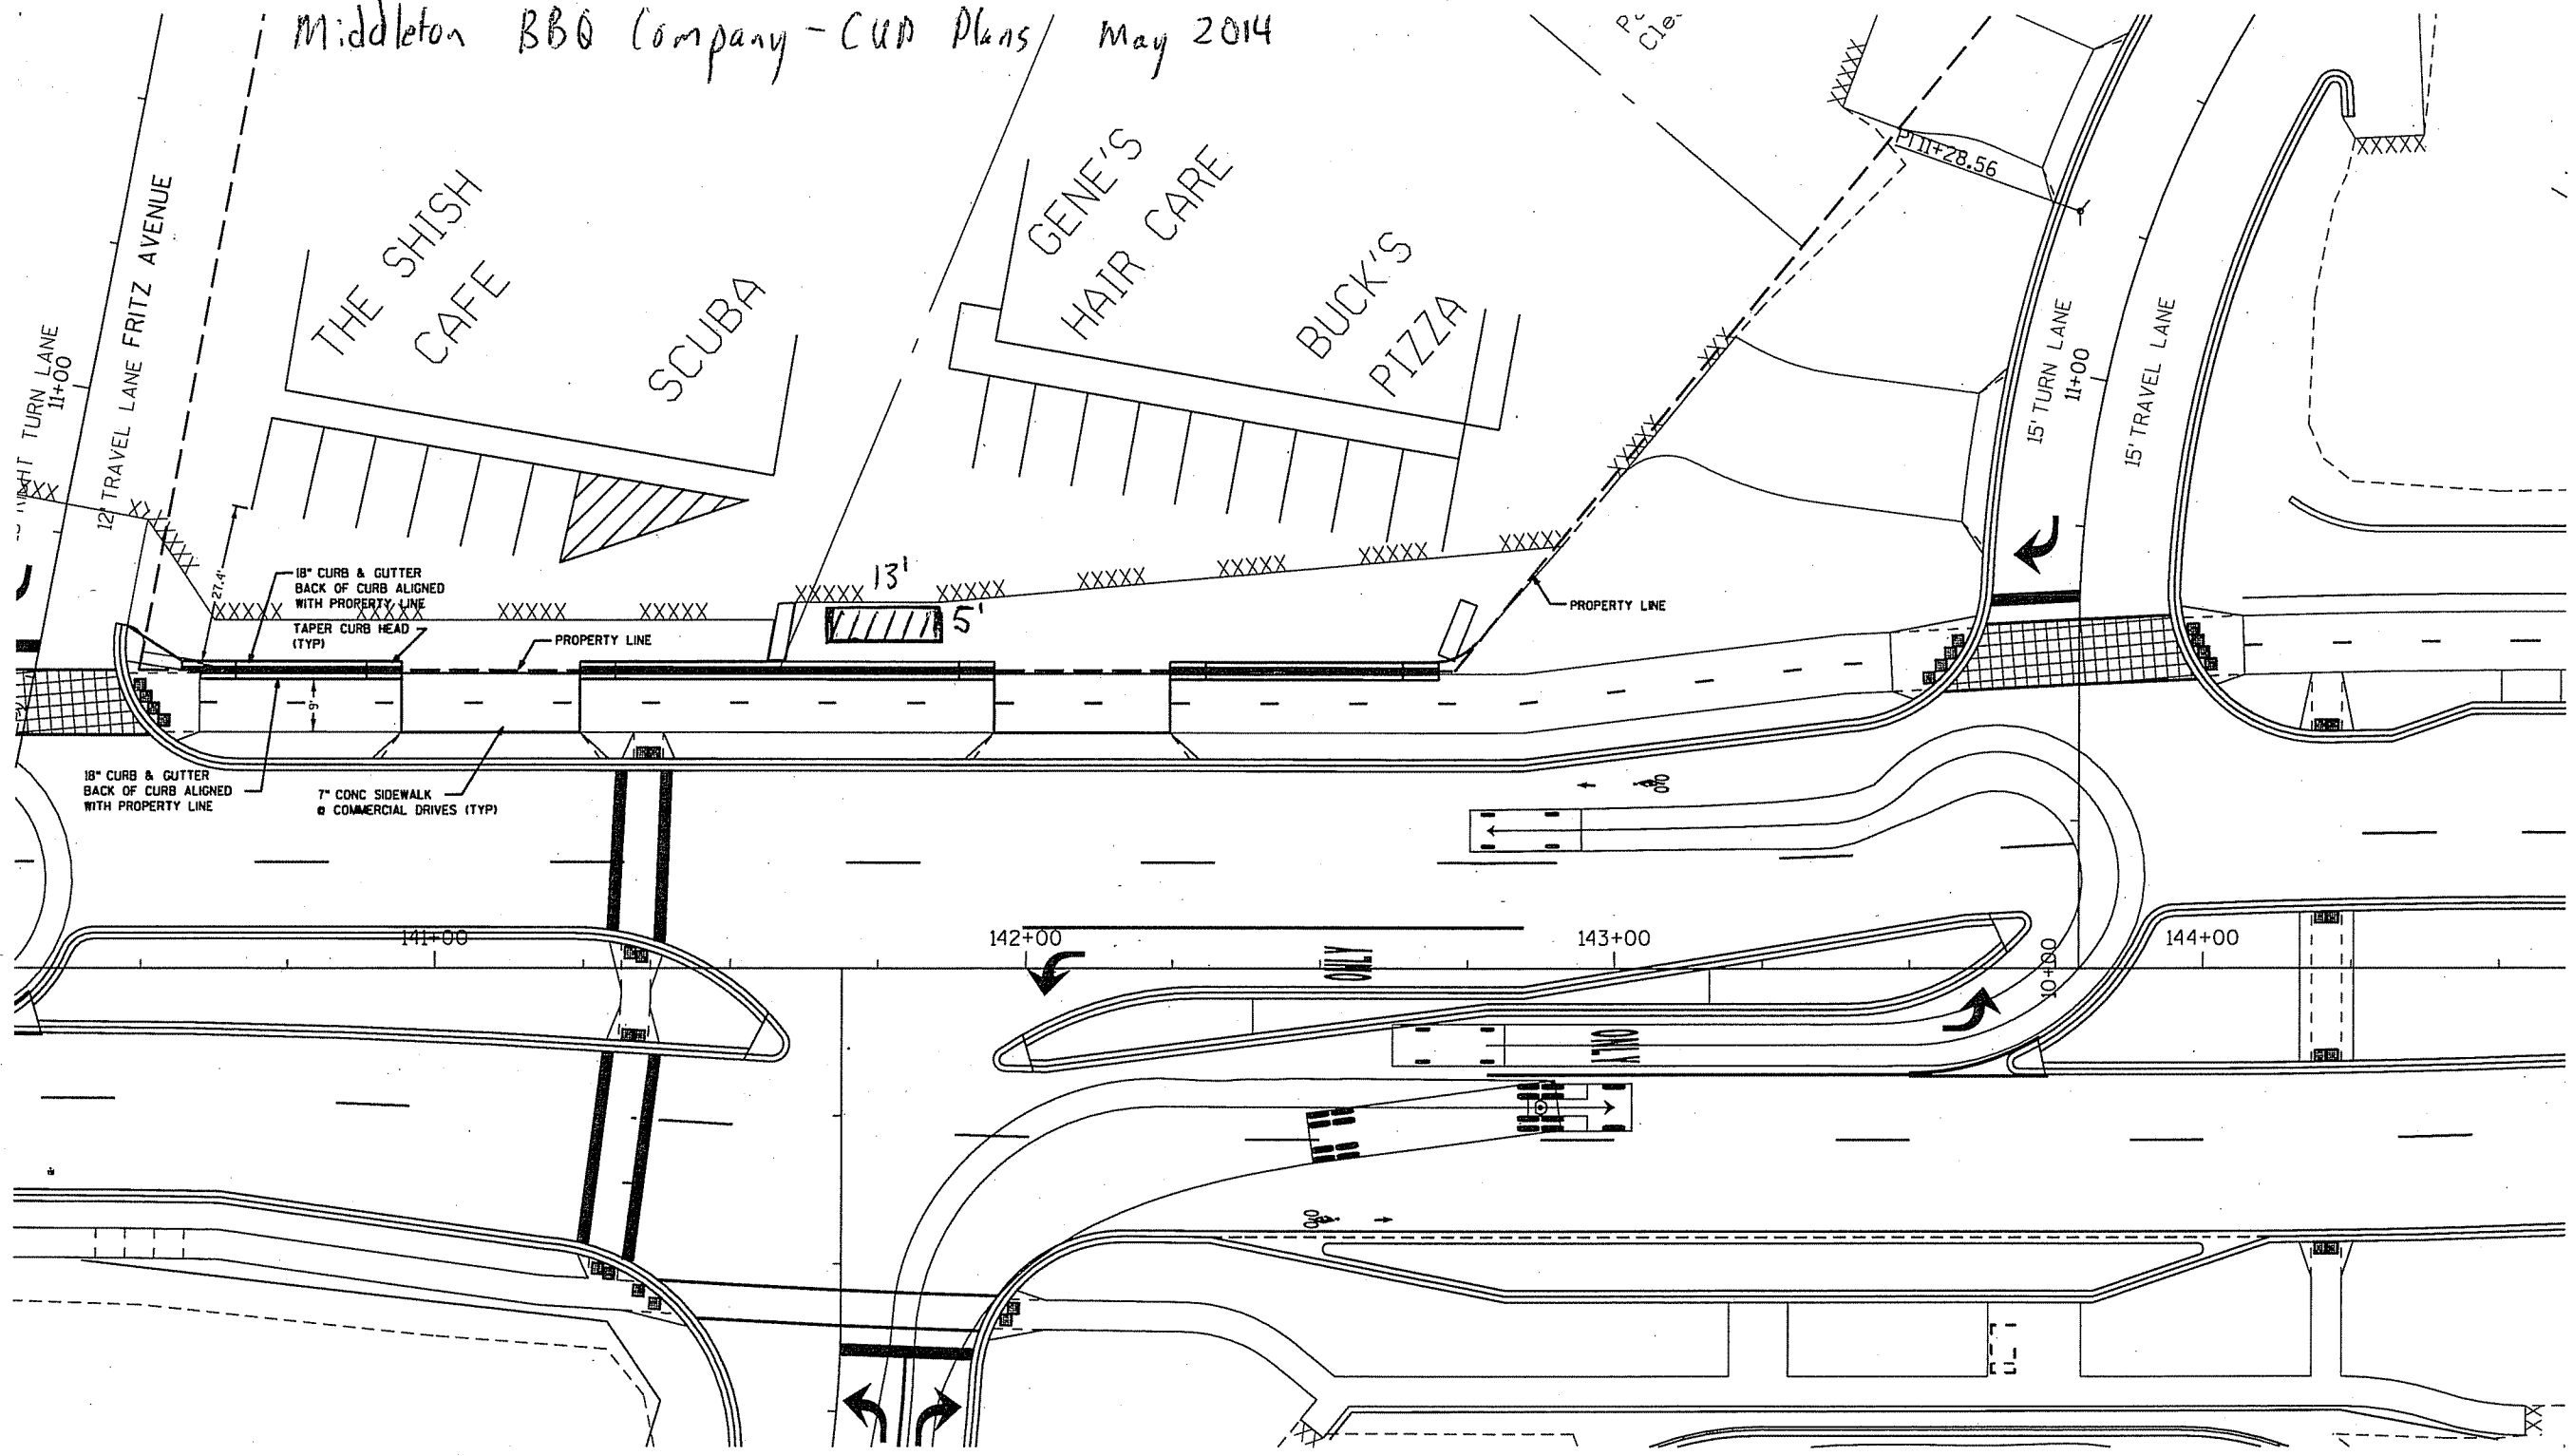 Middleton BBQ Company - CUP Plans May 2014
THE SHISH
CAFE
SCUBA
GENE'S
HAIR CARE
BUCK'S
PIZZA
PI 11+28.56
TURN LANE
11+00
12' TRAVEL LANE
FRITZ AVENUE
15' TURN LANE
11+00
15' TRAVEL LANE
27.4'
18" CURB & GUTTER
BACK OF CURB ALIGNED
WITH PROPERTY LINE
TAPER CURB HEAD
(TYP)
PROPERTY LINE
13'
5'
PROPERTY LINE
9'
18" CURB & GUTTER
BACK OF CURB ALIGNED
WITH PROPERTY LINE
7" CONC SIDEWALK
@ COMMERCIAL DRIVES (TYP)
141+00
142+00
143+00
144+00
ONLY
ONLY
10+00